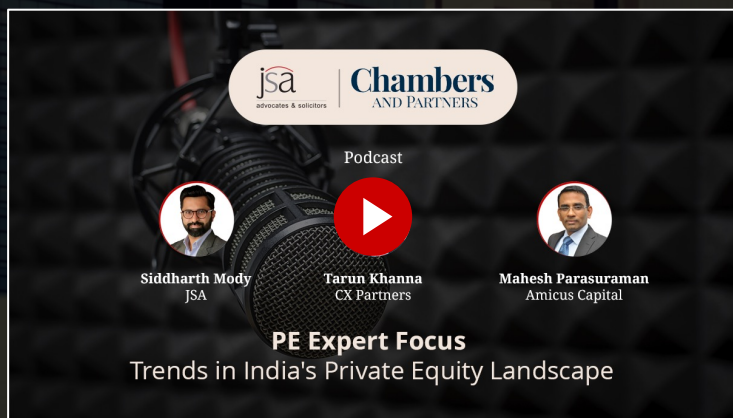 jsa
advocates & solicitors
Chambers
AND PARTNERS
Podcast
Siddharth Mody
JSA
Tarun Khanna
CX Partners
Mahesh Parasuraman
Amicus Capital
PE Expert Focus
Trends in India's Private Equity Landscape